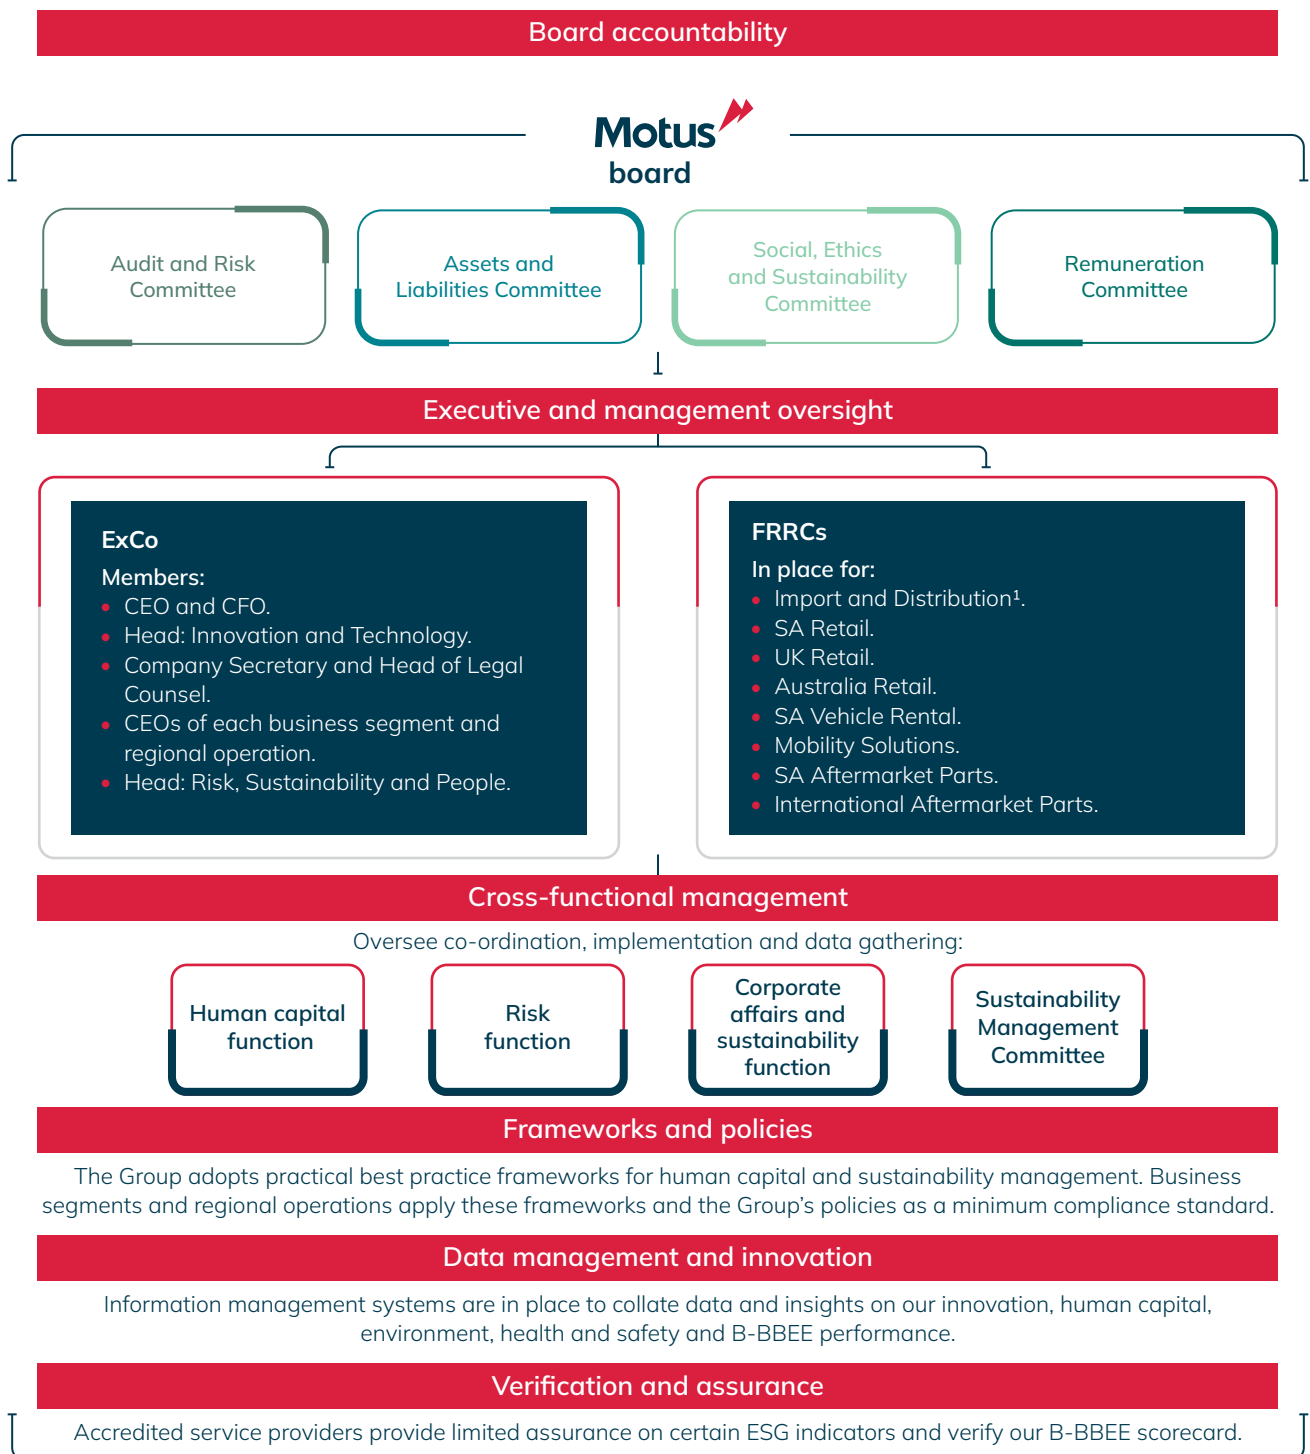 Board accountability
Motus
board
Audit and Risk
Committee
Assets and
Liabilities Committee
Social, Ethics
and Sustainability
Committee
Remuneration
Committee
Executive and management oversight
ExCo
Members:
• CEO and CFO.
• Head: Innovation and Technology.
• Company Secretary and Head of Legal
Counsel.
• CEOs of each business segment and
regional operation.
• Head: Risk, Sustainability and People.
FRRCs
In place for:
• Import and Distribution¹.
• SA Retail.
• UK Retail.
• Australia Retail.
• SA Vehicle Rental.
• Mobility Solutions.
• SA Aftermarket Parts.
• International Aftermarket Parts.
Cross-functional management
Oversee co-ordination, implementation and data gathering:
Human capital
function
Risk
function
Corporate
affairs and
sustainability
function
Sustainability
Management
Committee
Frameworks and policies
The Group adopts practical best practice frameworks for human capital and sustainability management. Business
segments and regional operations apply these frameworks and the Group’s policies as a minimum compliance standard.
Data management and innovation
Information management systems are in place to collate data and insights on our innovation, human capital,
environment, health and safety and B-BBEE performance.
Verification and assurance
Accredited service providers provide limited assurance on certain ESG indicators and verify our B-BBEE scorecard.